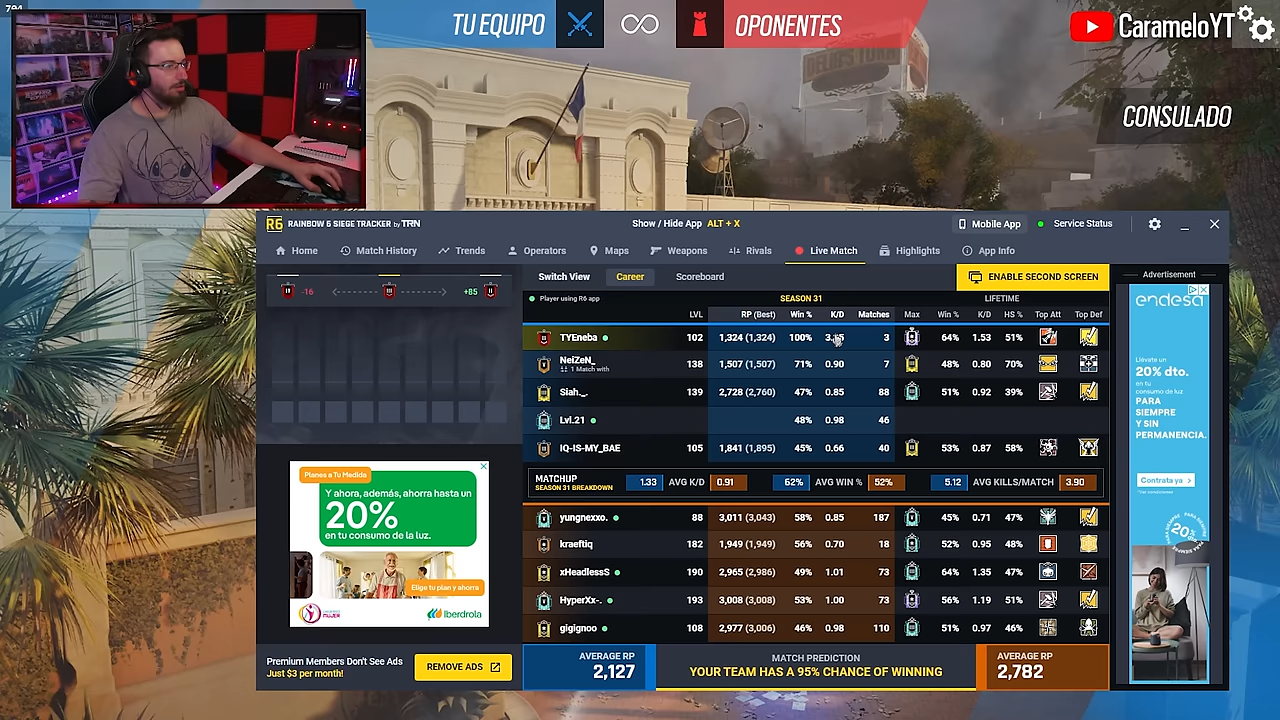 TU EQUIPO
OPONENTES
CarameloYT
CONSULADO
R6 RAINBOW 6 SIEGE TRACKER by TRN
Show / Hide App ALT + X
Mobile App
Service Status
Home
Match History
Trends
Operators
Maps
Weapons
Rivals
Live Match
Highlights
App Info
-16
+85
Switch View
Career
Scoreboard
ENABLE SECOND SCREEN
Advertisement
Player using R6 app
SEASON 31
LIFETIME
LVL RP (Best) Win % K/D Matches Max Win % K/D HS % Top Att Top Def
TYEneba 102 1,324 (1,324) 100% 3 64% 1.53 51%
NeiZeN_ 138 1,507 (1,507) 71% 0.90 7 48% 0.80 70%
1 Match with
Siah._. 139 2,728 (2,760) 47% 0.85 88 51% 0.92 39%
Lvl.21 48% 0.98 46
IQ-IS-MY_BAE 105 1,841 (1,895) 45% 0.66 40 53% 0.87 58%
MATCHUP
SEASON 31 BREAKDOWN
1.33 AVG K/D 0.91
62% AVG WIN % 52%
5.12 AVG KILLS/MATCH 3.90
yungnexxo. 88 3,011 (3,043) 58% 0.85 187 45% 0.71 47%
kraeftiq 182 1,949 (1,949) 56% 0.70 18 52% 0.95 48%
xHeadlessS 190 2,965 (2,986) 49% 1.01 73 64% 1.35 47%
HyperXx-. 193 3,008 (3,008) 53% 1.00 73 56% 1.19 51%
gigignoo 108 2,977 (3,006) 46% 0.98 110 51% 0.97 46%
AVERAGE RP
2,127
MATCH PREDICTION
YOUR TEAM HAS A 95% CHANCE OF WINNING
AVERAGE RP
2,782
Planes a Tu Medida
Y ahora, además, ahorra hasta un
20%
en tu consumo de la luz.
Elige tu plan y ahorra
Iberdrola
Premium Members Don't See Ads
Just $3 per month!
REMOVE ADS
endesa
Llévate un
20% dto.
en tu
consumo de luz
PARA
SIEMPRE
Y SIN
PERMANENCIA.
Contrata ya >
20%